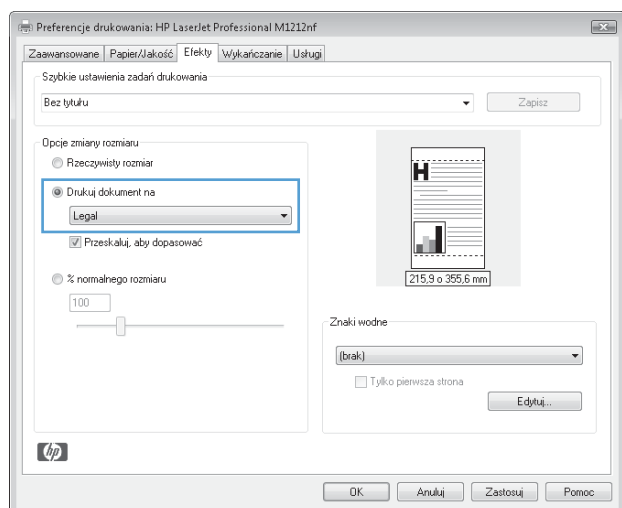 Preferencje drukowania: HP LaserJet Professional M1212nf
Zaawansowane Papier/Jakość Efekty Wykańczanie Usługi
Szybkie ustawienia zadań drukowania
Bez tytułu
Zapisz
Opcje zmiany rozmiaru
Rzeczywisty rozmiar
Drukuj dokument na
Legal
Przeskaluj, aby dopasować
% normalnego rozmiaru
100
H
215,9 o 355,6 mm
Znaki wodne
(brak)
Tylko pierwsza strona
Edytuj...
hp
OK Anuluj Zastosuj Pomoc